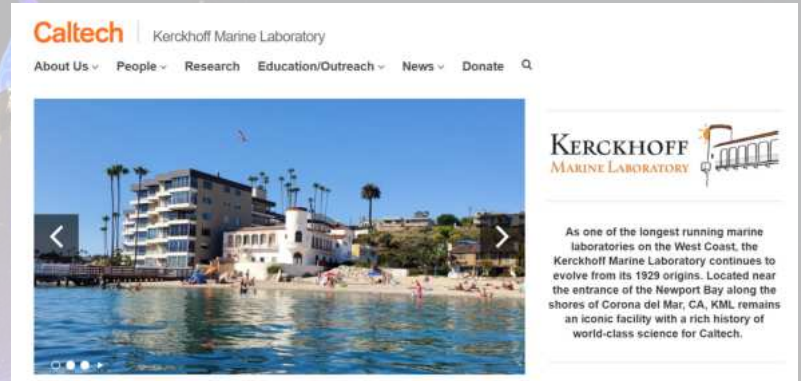 Caltech Kerckhoff Marine Laboratory
About Us People Research Education/Outreach News Donate
KERCKHOFF
MARINE LABORATORY
As one of the longest running marine
laboratories on the West Coast, the
Kerckhoff Marine Laboratory continues to
evolve from its 1929 origins. Located near
the entrance of the Newport Bay along the
shores of Corona del Mar, CA, KML remains
an iconic facility with a rich history of
world-class science for Caltech.